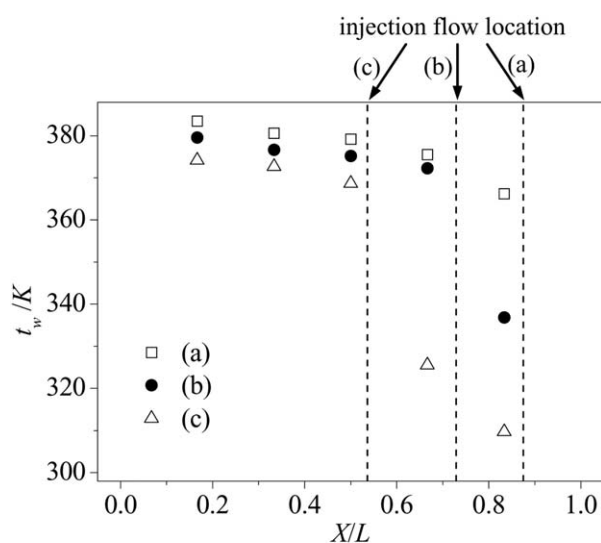 injection flow location
(c) (b) (a)
380
360
340
320
310
300
t_w/K
(a)
(b)
(c)
0.0 0.2 0.4 0.6 0.8 1.0
X/L